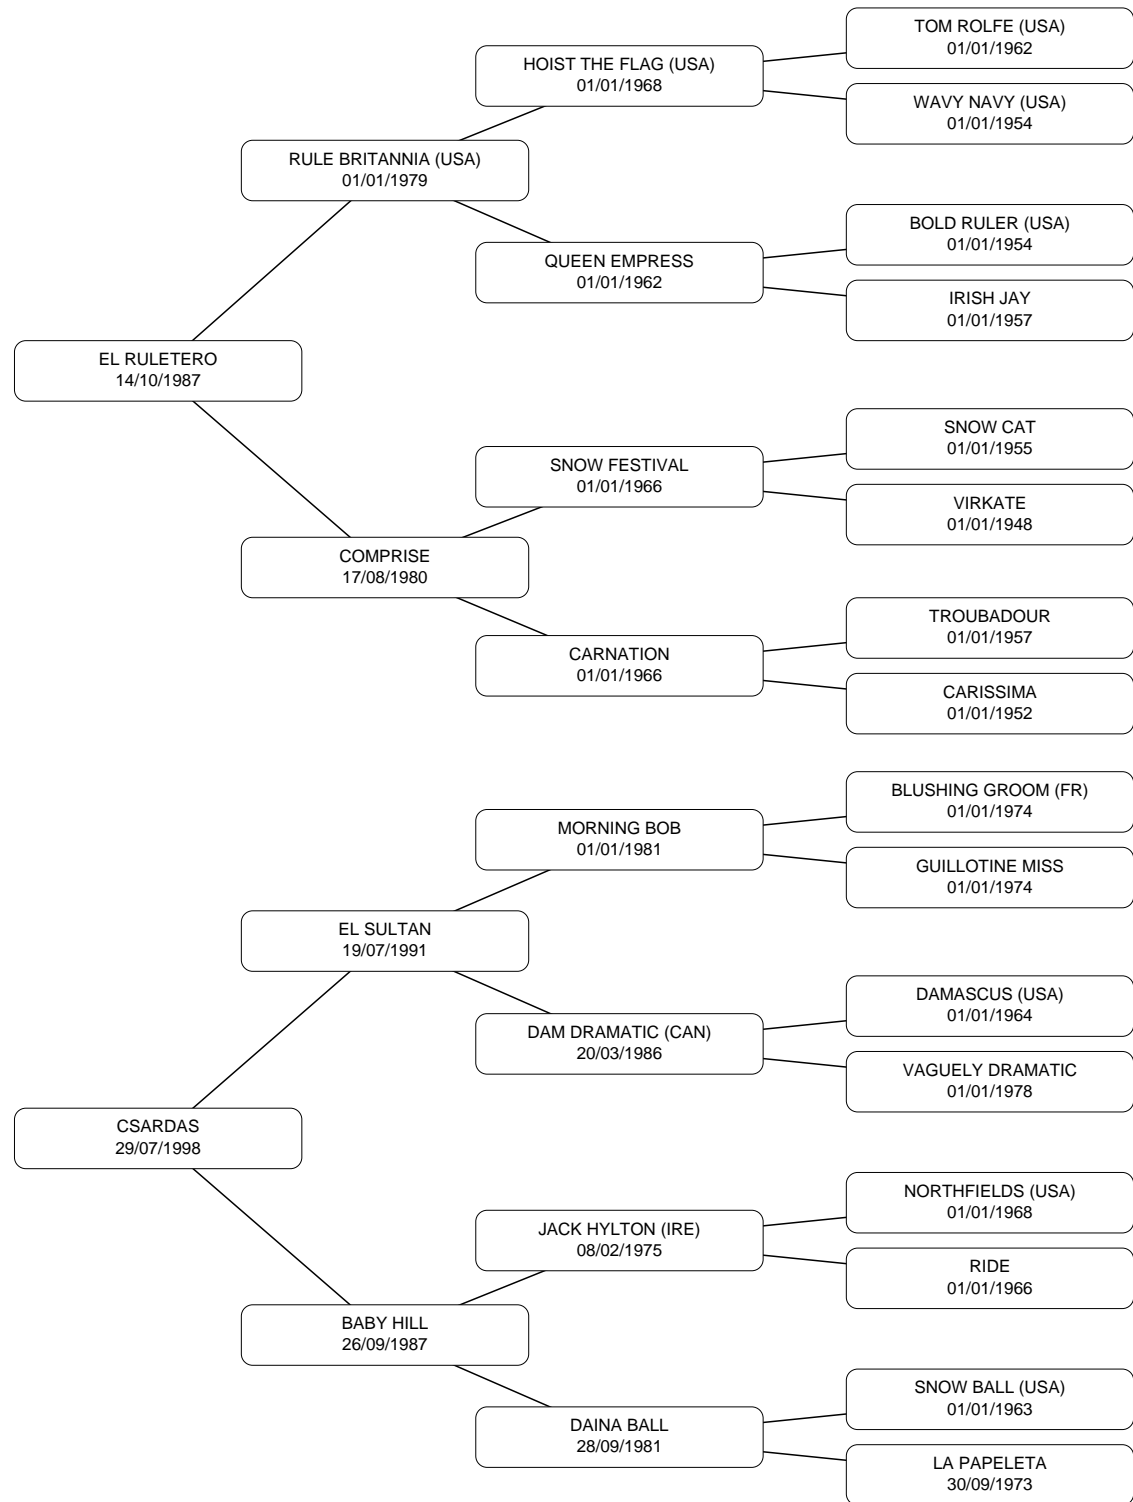 TOM ROLFE (USA)
01/01/1962
HOIST THE FLAG (USA)
01/01/1968
WAVY NAVY (USA)
01/01/1954
RULE BRITANNIA (USA)
01/01/1979
BOLD RULER (USA)
01/01/1954
QUEEN EMPRESS
01/01/1962
IRISH JAY
01/01/1957
EL RULETERO
14/10/1987
SNOW CAT
01/01/1955
SNOW FESTIVAL
01/01/1966
VIRKATE
01/01/1948
COMPRISE
17/08/1980
TROUBADOUR
01/01/1957
CARNATION
01/01/1966
CARISSIMA
01/01/1952
BLUSHING GROOM (FR)
01/01/1974
MORNING BOB
01/01/1981
GUILLOTINE MISS
01/01/1974
EL SULTAN
19/07/1991
DAMASCUS (USA)
01/01/1964
DAM DRAMATIC (CAN)
20/03/1986
VAGUELY DRAMATIC
01/01/1978
CSARDAS
29/07/1998
NORTHFIELDS (USA)
01/01/1968
JACK HYLTON (IRE)
08/02/1975
RIDE
01/01/1966
BABY HILL
26/09/1987
SNOW BALL (USA)
01/01/1963
DAINA BALL
28/09/1981
LA PAPELETA
30/09/1973